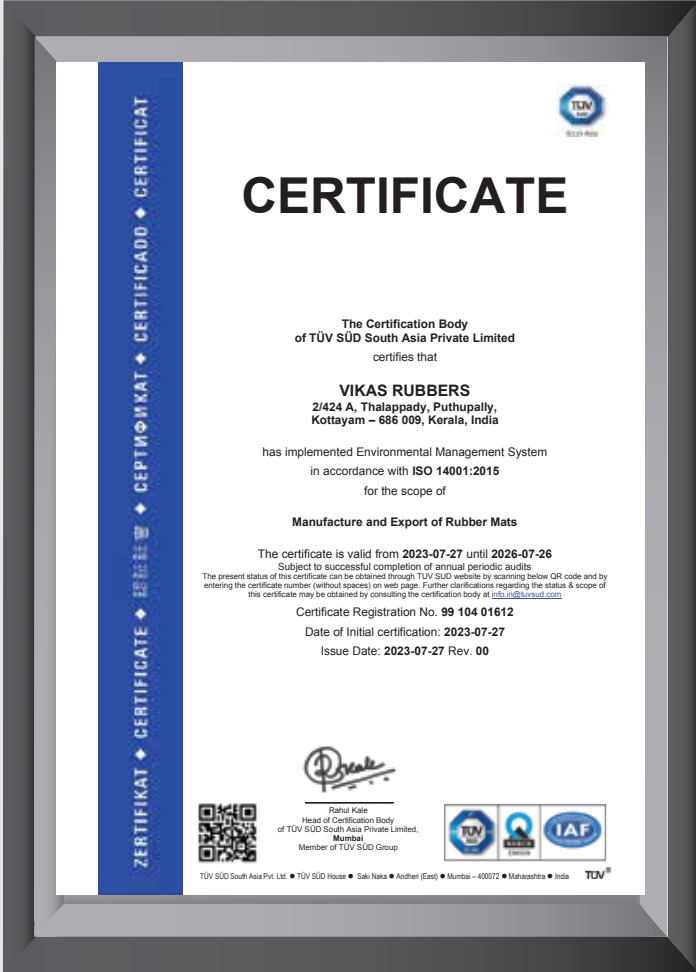 ZERTIFIKAT ◆ CERTIFICATE ◆ ◆ СЕРТИФИКАТ ◆ CERTIFICADO ◆ CERTIFICAT
TÜV
CERTIFICATE
The Certification Body
of TÜV SÜD South Asia Private Limited
certifies that
VIKAS RUBBERS
2/424 A, Thalappady, Puthupally,
Kottayam – 686 009, Kerala, India
has implemented Environmental Management System
in accordance with ISO 14001:2015
for the scope of
Manufacture and Export of Rubber Mats
The certificate is valid from 2023-07-27 until 2026-07-26
Subject to successful completion of annual periodic audits
The present status of this certificate can be obtained through TUV SUD website by scanning below QR code and by
entering the certificate number (without spaces) on web page. Further clarifications regarding the status & scope of
this certificate may be obtained by consulting the certification body at info.in@tuvsud.com
Certificate Registration No. 99 104 01612
Date of Initial certification: 2023-07-27
Issue Date: 2023-07-27 Rev. 00
Rahul Kale
Head of Certification Body
of TÜV SÜD South Asia Private Limited,
Mumbai
Member of TÜV SÜD Group
TÜV
IAF
TÜV SÜD South Asia Pvt. Ltd. ● TÜV SÜD House ● Saki Naka ● Andheri (East) ● Mumbai – 400072 ● Maharashtra ● India TÜV®